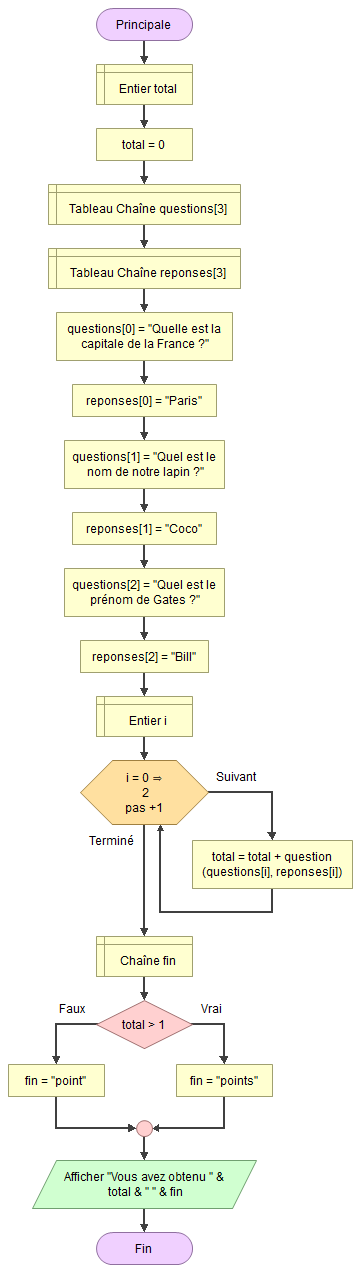 Principale
Entier total
total = 0
Tableau Chaîne questions[3]
Tableau Chaîne reponses[3]
questions[0] = "Quelle est la
capitale de la France ?"
reponses[0] = "Paris"
questions[1] = "Quel est le
nom de notre lapin ?"
reponses[1] = "Coco"
questions[2] = "Quel est le
prénom de Gates ?"
reponses[2] = "Bill"
Entier i
i = 0 ⇒
2
pas +1
Suivant
Terminé
total = total + question
(questions[i], reponses[i])
Chaîne fin
total > 1
Faux
Vrai
fin = "point"
fin = "points"
Afficher "Vous avez obtenu " &
total & " " & fin
Fin